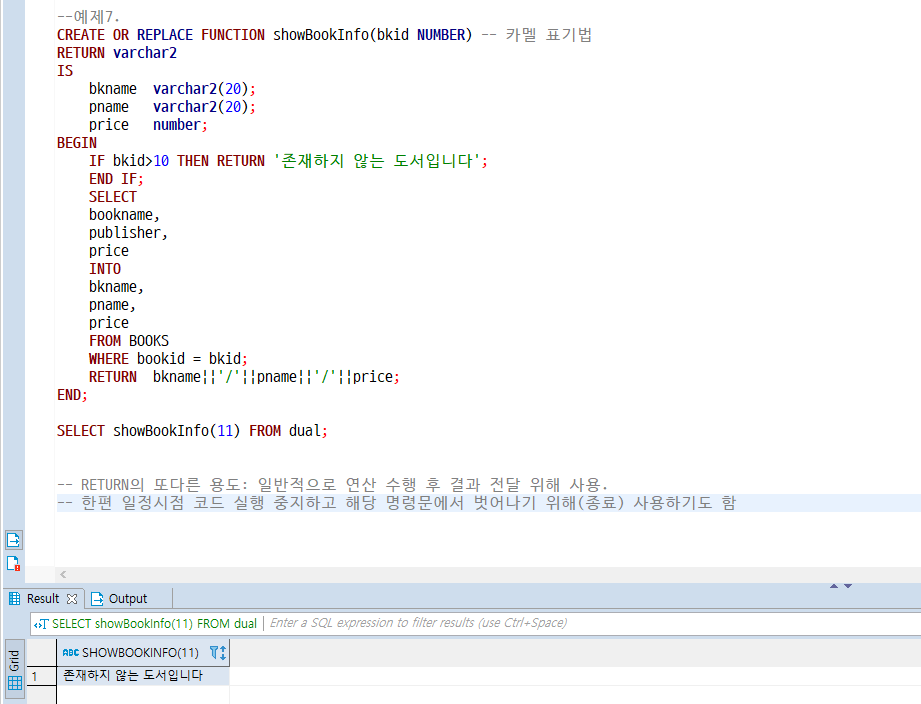 --예제7.
CREATE OR REPLACE FUNCTION showBookInfo(bkid NUMBER) -- 카멜 표기법
RETURN varchar2
IS
    bkname  varchar2(20);
    pname   varchar2(20);
    price   number;
BEGIN
    IF bkid>10 THEN RETURN '존재하지 않는 도서입니다';
    END IF;
    SELECT
    bookname,
    publisher,
    price
    INTO
    bkname,
    pname,
    price
    FROM BOOKS
    WHERE bookid = bkid;
    RETURN  bkname||'/'||pname||'/'||price;
END;
SELECT showBookInfo(11) FROM dual;
-- RETURN의 또다른 용도: 일반적으로 연산 수행 후 결과 전달 위해 사용.
-- 한편 일정시점 코드 실행 중지하고 해당 명령문에서 벗어나기 위해(종료) 사용하기도 함
Result Output
SELECT showBookInfo(11) FROM dual Enter a SQL expression to filter results (use Ctrl+Space)
Grid
ABC SHOWBOOKINFO(11)
1 존재하지 않는 도서입니다